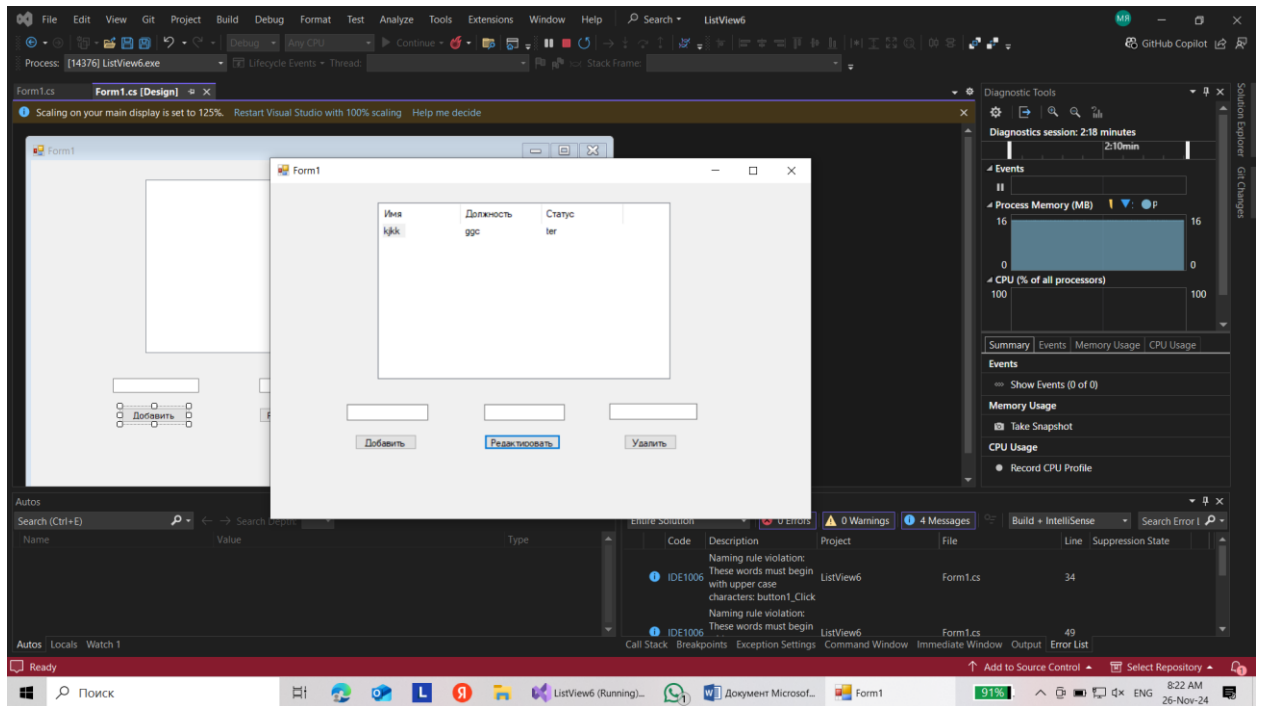 File Edit View Git Project Build Debug Format Test Analyze Tools Extensions Window Help Search ListView6 MR
Debug Any CPU Continue GitHub Copilot
Process: [14376] ListView6.exe Lifecycle Events Thread: Stack Frame:
Form1.cs Form1.cs [Design]
Scaling on your main display is set to 125%. Restart Visual Studio with 100% scaling Help me decide
Form1
Добавить
Form1
Имя Должность Статус
kjkk ggc ter
Добавить Редактировать Удалить
Diagnostic Tools
Diagnostics session: 2:18 minutes
2:10min
Events
Process Memory (MB) P
16 16
0 0
CPU (% of all processors)
100 100
Summary Events Memory Usage CPU Usage
Events
Show Events (0 of 0)
Memory Usage
Take Snapshot
CPU Usage
Record CPU Profile
Solution Explorer
Git Changes
Autos
Search (Ctrl+E) Search Depth:
Name Value Type
Autos Locals Watch 1
Entire Solution 0 Errors 0 Warnings 4 Messages Build + IntelliSense Search Error L
Code Description Project File Line Suppression State
IDE1006 Naming rule violation: These words must begin with upper case characters: button1_Click ListView6 Form1.cs 34
IDE1006 Naming rule violation: These words must begin ListView6 Form1.cs 49
Call Stack Breakpoints Exception Settings Command Window Immediate Window Output Error List
Ready Add to Source Control Select Repository
Поиск L Я ListView6 (Running)... 1 Документ Microsof... Form1 91% ENG 8:22 AM
26-Nov-24